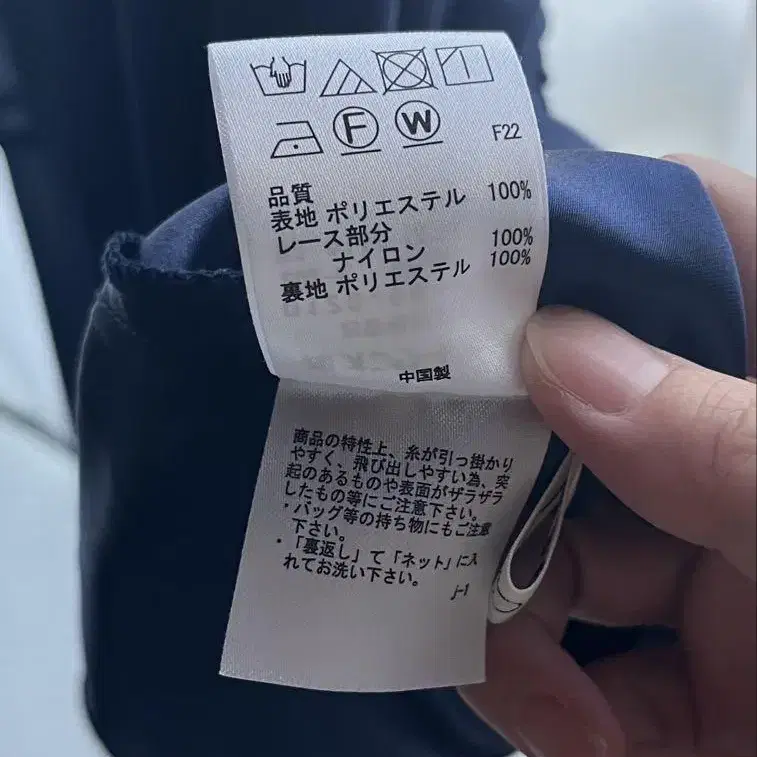 F W
F22
品質
表地 ポリエステル 100%
レース部分
ナイロン 100%
裏地 ポリエステル 100%
中国製
商品の特性上、糸が引っ掛かり
やすく、飛び出しやすい為、突
起のあるものや表面がザラザラ
したもの等にご注意下さい。
・バッグ等の持ち物にもご注意
下さい。
・「裏返し」て「ネット」に入
れてお洗い下さい。
j-1